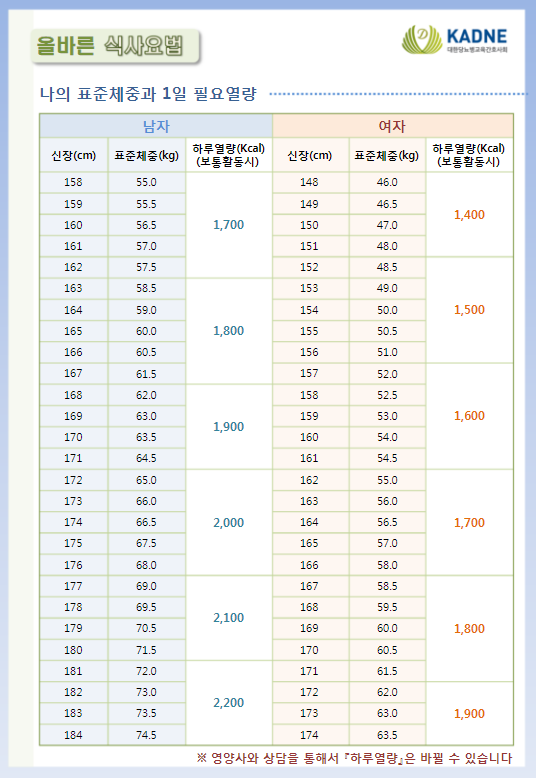 올바른 식사요법
KADNE
대한당뇨병교육간호사회
나의 표준체중과 1일 필요열량
남자 여자
신장(cm) 표준체중(kg) 하루열량(Kcal) (보통활동시) 신장(cm) 표준체중(kg) 하루열량(Kcal) (보통활동시)
158 55.0 1,700 148 46.0 1,400
159 55.5 149 46.5
160 56.5 150 47.0
161 57.0 151 48.0
162 57.5 152 48.5 1,500
163 58.5 1,800 153 49.0
164 59.0 154 50.0
165 60.0 155 50.5
166 60.5 156 51.0
167 61.5 157 52.0 1,600
168 62.0 1,900 158 52.5
169 63.0 159 53.0
170 63.5 160 54.0
171 64.5 161 54.5
172 65.0 2,000 162 55.0 1,700
173 66.0 163 56.0
174 66.5 164 56.5
175 67.5 165 57.0
176 68.0 166 58.0
177 69.0 2,100 167 58.5 1,800
178 69.5 168 59.5
179 70.5 169 60.0
180 71.5 170 60.5
181 72.0 2,200 171 61.5
182 73.0 172 62.0 1,900
183 73.5 173 63.0
184 74.5 174 63.5
※ 영양사와 상담을 통해서 『하루열량』은 바뀔 수 있습니다